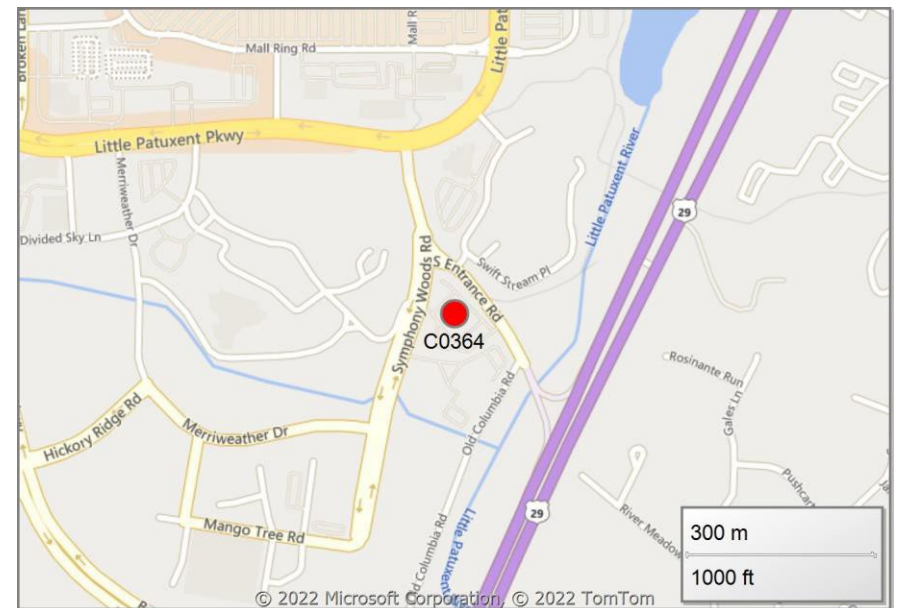 Broken Lan
Mall Ring Rd
Mall R
Little Pat
Little Patuxent Pkwy
Merriweather Dr
Divided Sky Ln
Little Patuxent River
29
Symphony Woods Rd
S Entrance Rd
Swift Stream Pl
C0364
Rosinante Run
Gales Ln
Old Columbia Rd
Hickory Ridge Rd
Merriweather Dr
Pushcart
Mango Tree Rd
Old Columbia Rd
Little Patuxent
29
River Meadow
300 m
1000 ft
© 2022 Microsoft Corporation, © 2022 TomTom